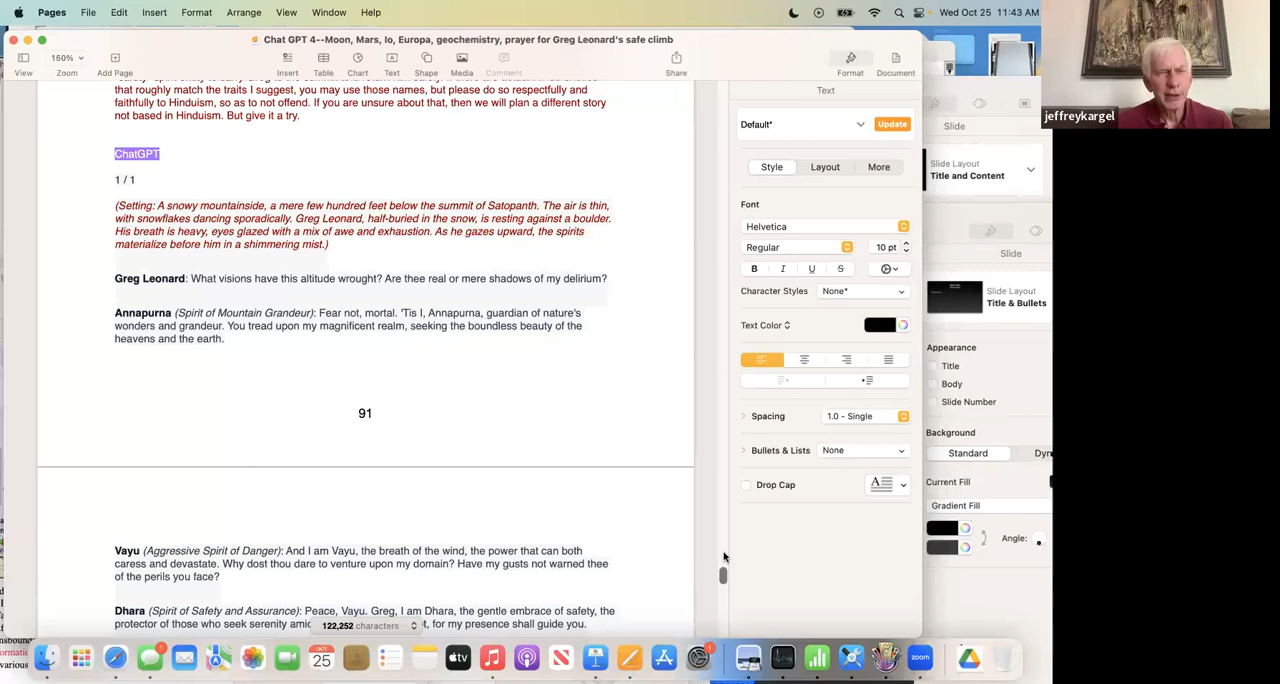 Pages File Edit Insert Format Arrange View Window Help
Wed Oct 25 11:43 AM
Chat GPT 4--Moon, Mars, Io, Europa, geochemistry, prayer for Greg Leonard's safe climb
150%
View Zoom Add Page Insert Table Chart Text Shape Media Comment Share Format Document
that roughly match the traits I suggest, you may use those names, but please do so respectfully and
faithfully to Hinduism, so as to not offend. If you are unsure about that, then we will plan a different story
not based in Hinduism. But give it a try.
ChatGPT
1 / 1
(Setting: A snowy mountainside, a mere few hundred feet below the summit of Satopanth. The air is thin,
with snowflakes dancing sporadically. Greg Leonard, half-buried in the snow, is resting against a boulder.
His breath is heavy, eyes glazed with a mix of awe and exhaustion. As he gazes upward, the spirits
materialize before him in a shimmering mist.)
Greg Leonard: What visions have this altitude wrought? Are thee real or mere shadows of my delirium?
Annapurna (Spirit of Mountain Grandeur): Fear not, mortal. 'Tis I, Annapurna, guardian of nature's
wonders and grandeur. You tread upon my magnificent realm, seeking the boundless beauty of the
heavens and the earth.
91
Vayu (Aggressive Spirit of Danger): And I am Vayu, the breath of the wind, the power that can both
caress and devastate. Why dost thou dare to venture upon my domain? Have my gusts not warned thee
of the perils you face?
Dhara (Spirit of Safety and Assurance): Peace, Vayu. Greg, I am Dhara, the gentle embrace of safety, the
protector of those who seek serenity
for my presence shall guide you.
122,252 characters
Text
Default*
Update
Style Layout More
Font
Helvetica
Regular 10 pt
B I U S
Character Styles None*
Text Color
Spacing 1.0 - Single
Bullets & Lists None
Drop Cap
A
Slide
Slide Layout
Title and Content
Slide
Slide Layout
Title & Bullets
Appearance
Title
Body
Slide Number
Background
Standard Dyn
Current Fill
Gradient Fill
Angle:
jeffreykargel
OCT
25
tv
zoom
1
1